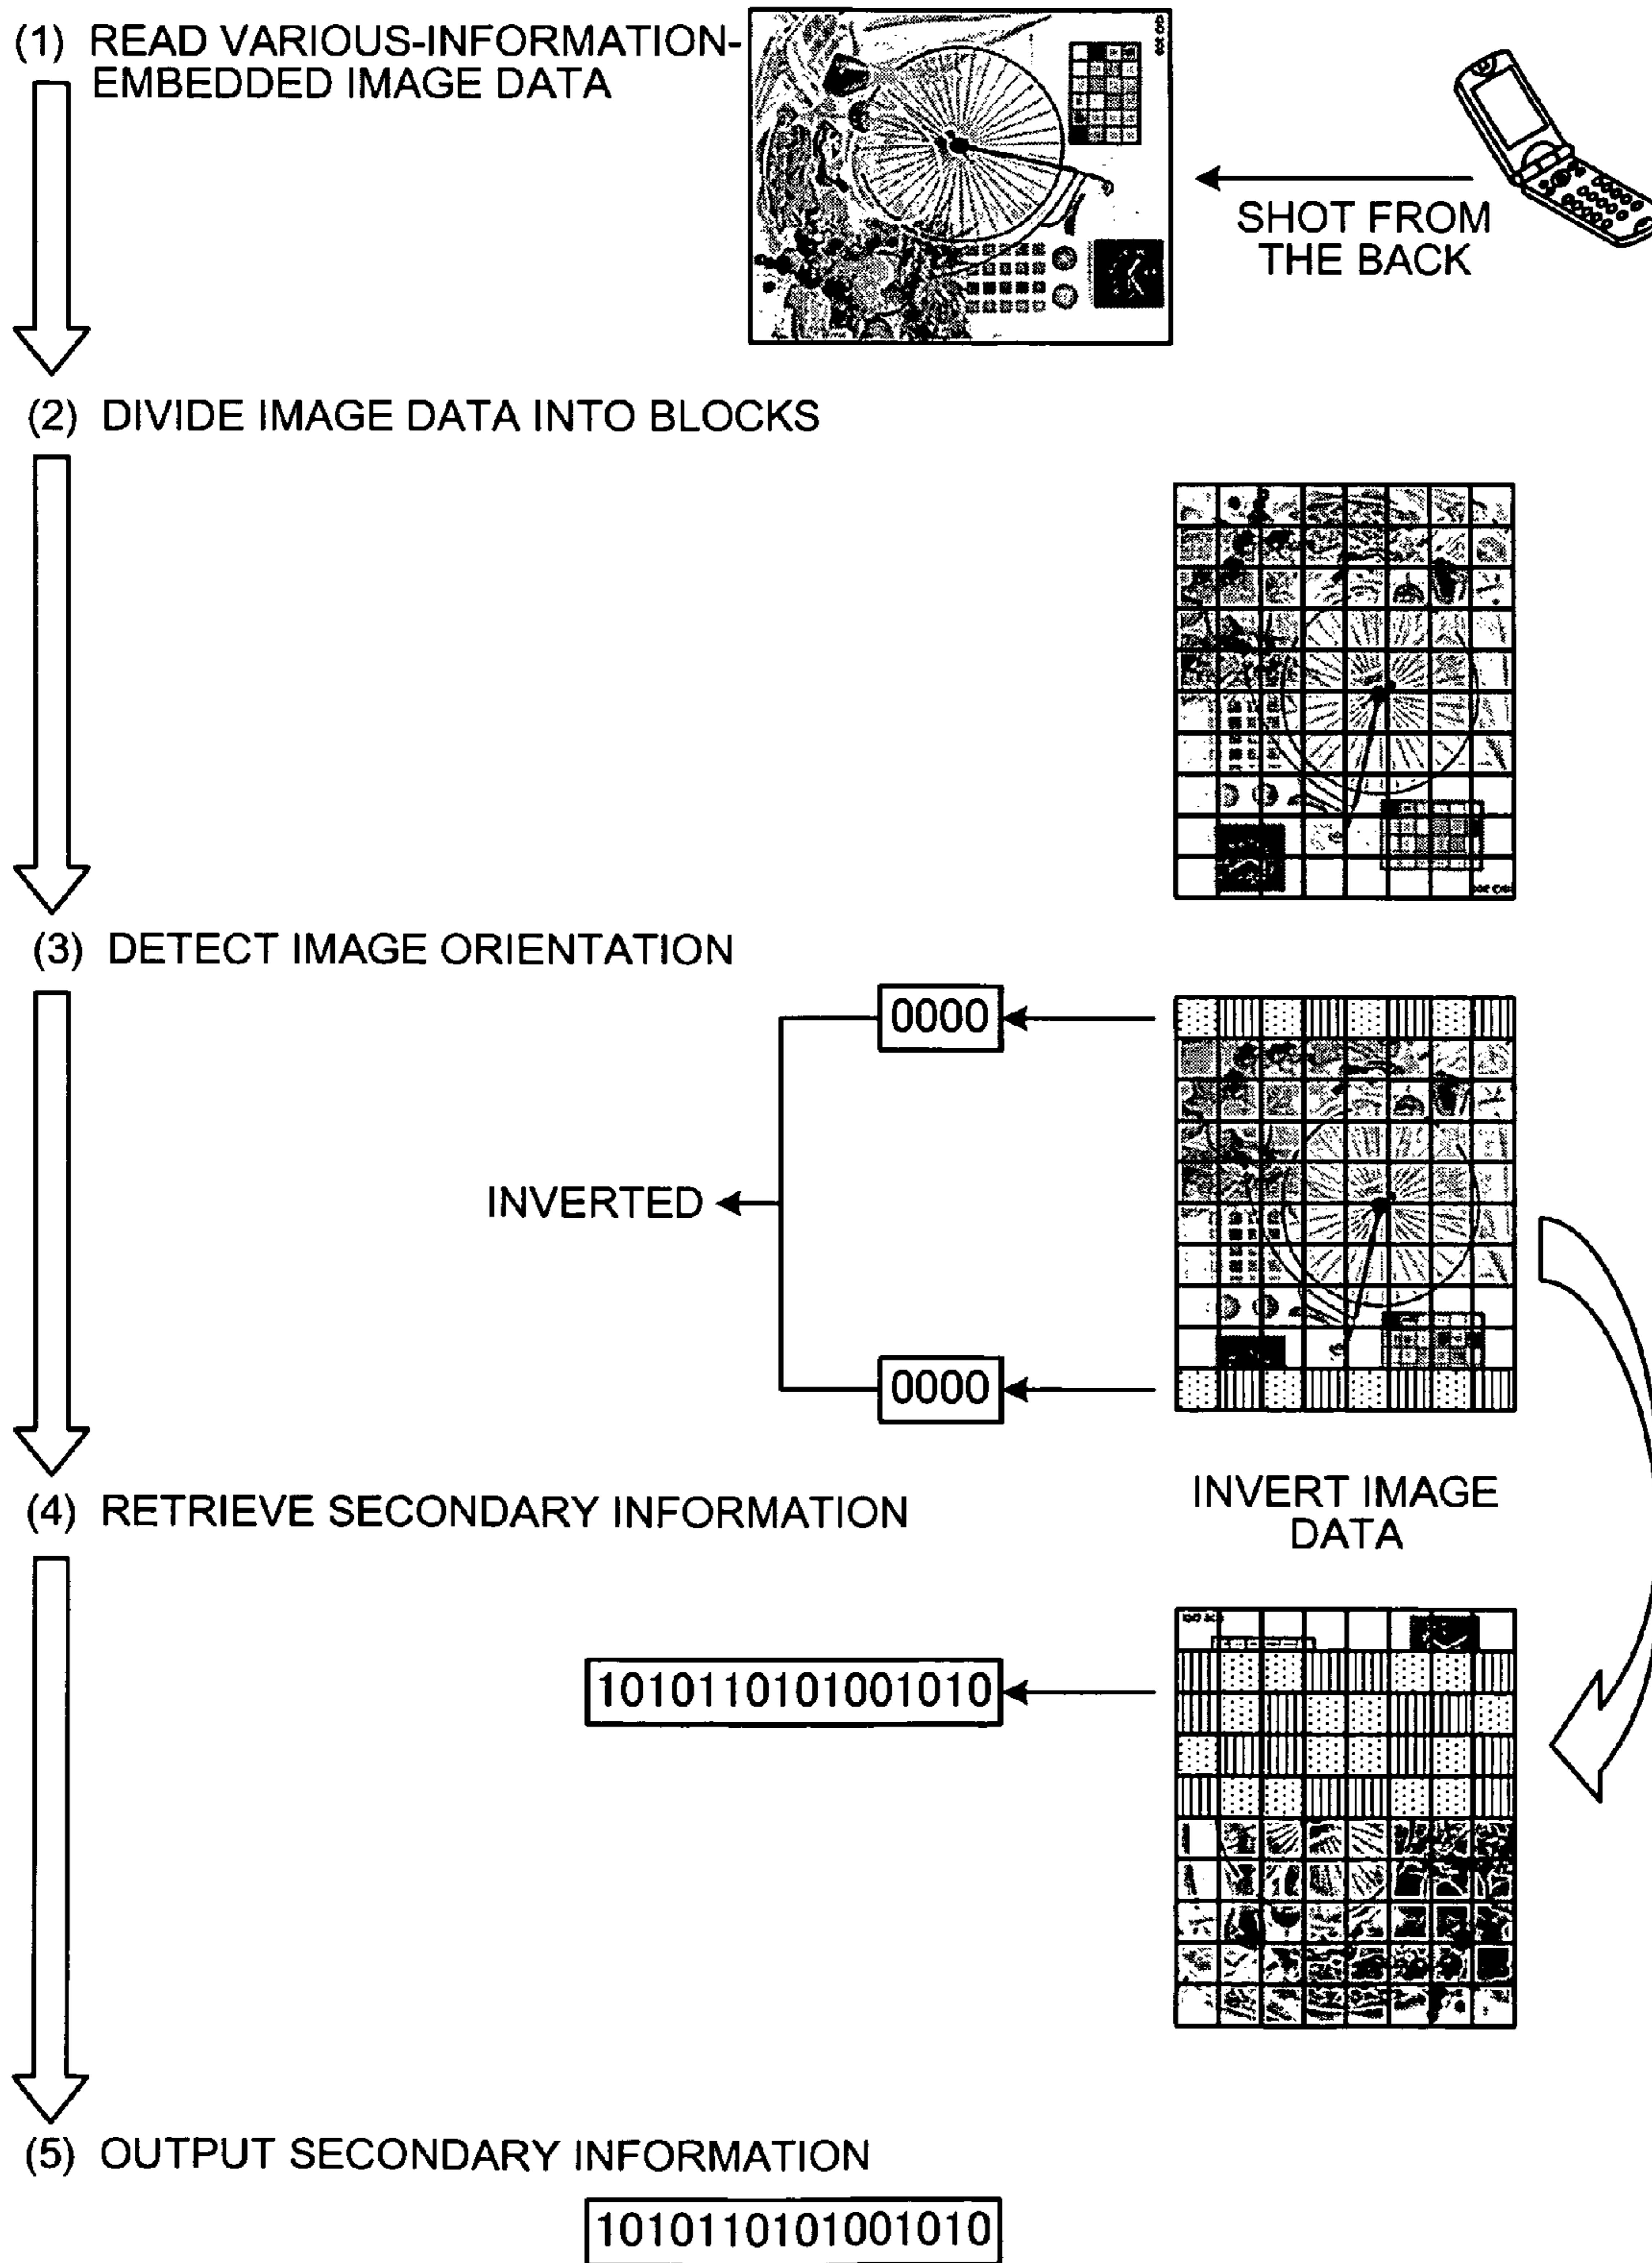 (1) READ VARIOUS-INFORMATION-
EMBEDDED IMAGE DATA
SHOT FROM
THE BACK
(2) DIVIDE IMAGE DATA INTO BLOCKS
(3) DETECT IMAGE ORIENTATION
0000
INVERTED
0000
(4) RETRIEVE SECONDARY INFORMATION
INVERT IMAGE
DATA
1010110101001010
(5) OUTPUT SECONDARY INFORMATION
1010110101001010